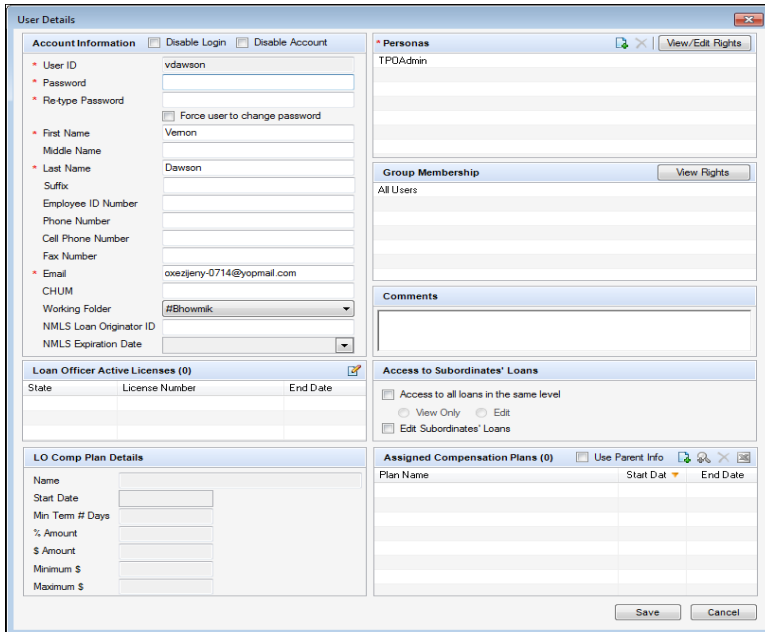 User Details
Account Information Disable Login Disable Account
* User ID vdawson
* Password
* Re-type Password
Force user to change password
* First Name Vernon
Middle Name
* Last Name Dawson
Suffix
Employee ID Number
Phone Number
Cell Phone Number
Fax Number
* Email oxezijeny-0714@yopmail.com
CHUM
Working Folder #Bhowmik
NMLS Loan Originator ID
NMLS Expiration Date
Loan Officer Active Licenses (0)
State License Number End Date
LO Comp Plan Details
Name
Start Date
Min Term # Days
% Amount
$ Amount
Minimum $
Maximum $
* Personas View/Edit Rights
TPOAdmin
Group Membership View Rights
All Users
Comments
Access to Subordinates' Loans
Access to all loans in the same level
View Only Edit
Edit Subordinates' Loans
Assigned Compensation Plans (0) Use Parent Info
Plan Name Start Dat End Date
Save Cancel